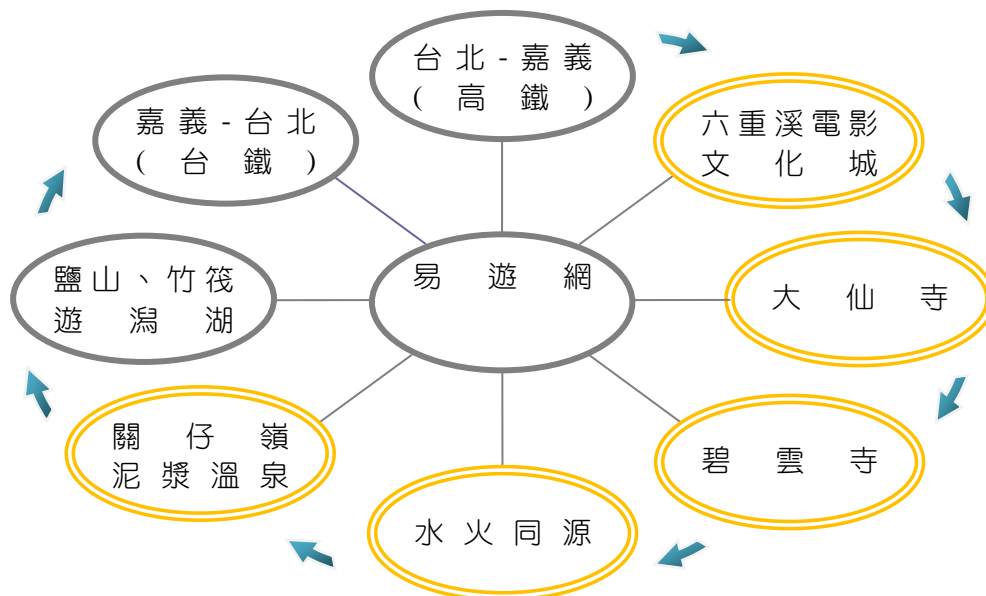 台北-嘉義
(高鐵)
六重溪電影
文化城
大仙寺
碧雲寺
水火同源
關仔嶺
泥漿溫泉
鹽山、竹筏
遊潟湖
嘉義-台北
(台鐵)
易遊網